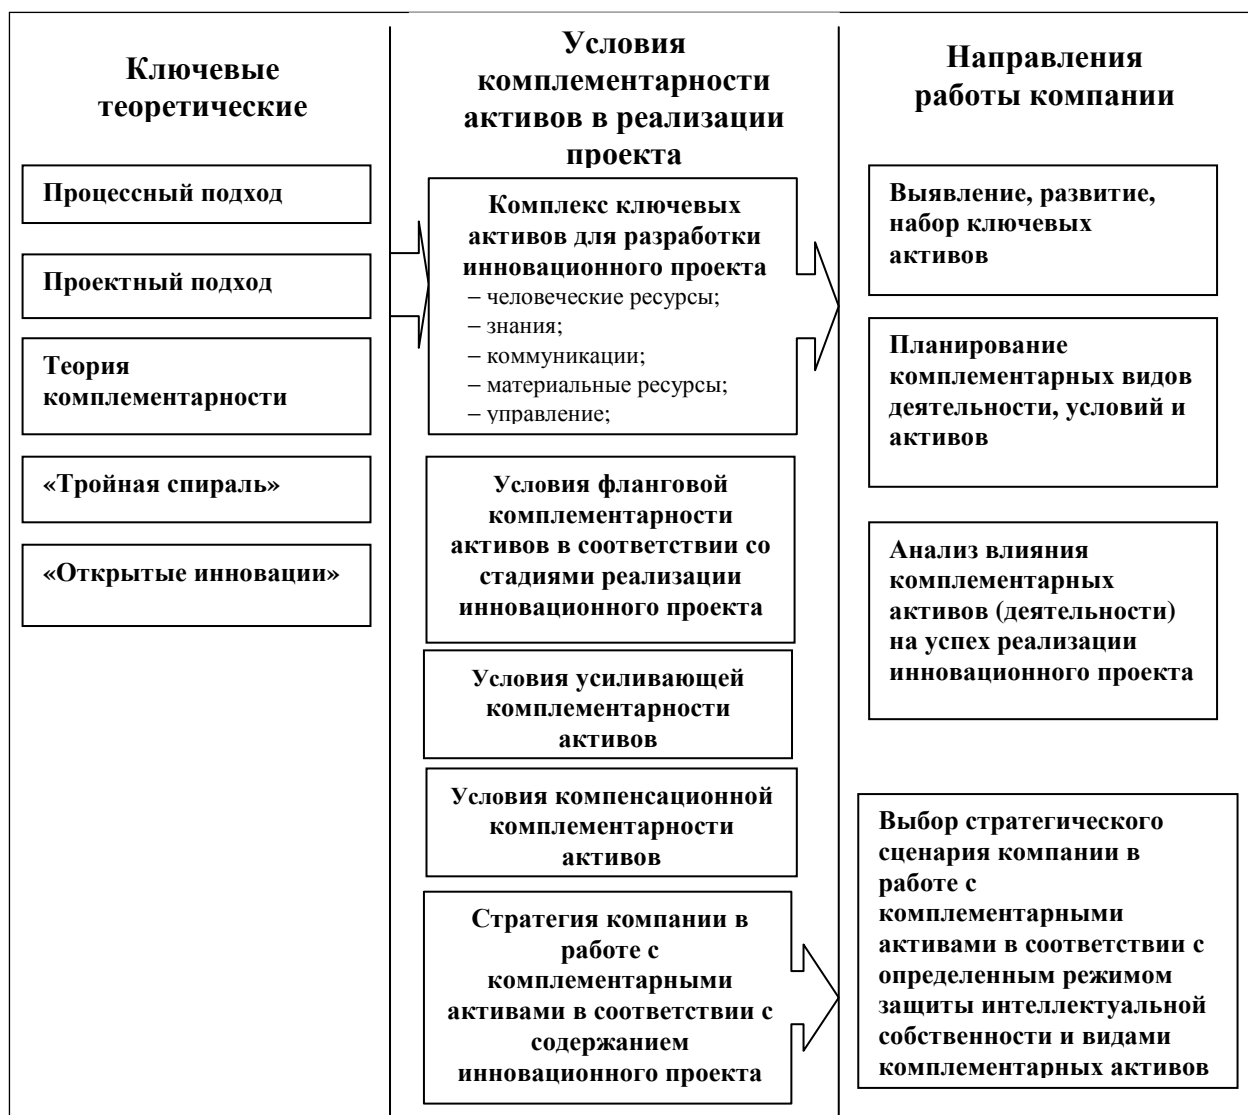 Ключевые
теоретические
Процессный подход
Проектный подход
Теория
комплементарности
«Тройная спираль»
«Открытые инновации»
Условия
комплементарности
активов в реализации
проекта
Комплекс ключевых
активов для разработки
инновационного проекта
– человеческие ресурсы;
– знания;
– коммуникации;
– материальные ресурсы;
– управление;
Условия фланговой
комплементарности
активов в соответствии со
стадиями реализации
инновационного проекта
Условия усиливающей
комплементарности
активов
Условия компенсационной
комплементарности
активов
Стратегия компании в
работе с
комплементарными
активами в соответствии с
содержанием
инновационного проекта
Направления
работы компании
Выявление, развитие,
набор ключевых
активов
Планирование
комплементарных видов
деятельности, условий и
активов
Анализ влияния
комплементарных
активов (деятельности)
на успех реализации
инновационного проекта
Выбор стратегического
сценария компании в
работе с
комплементарными
активами в соответствии с
определенным режимом
защиты интеллектуальной
собственности и видами
комплементарных активов